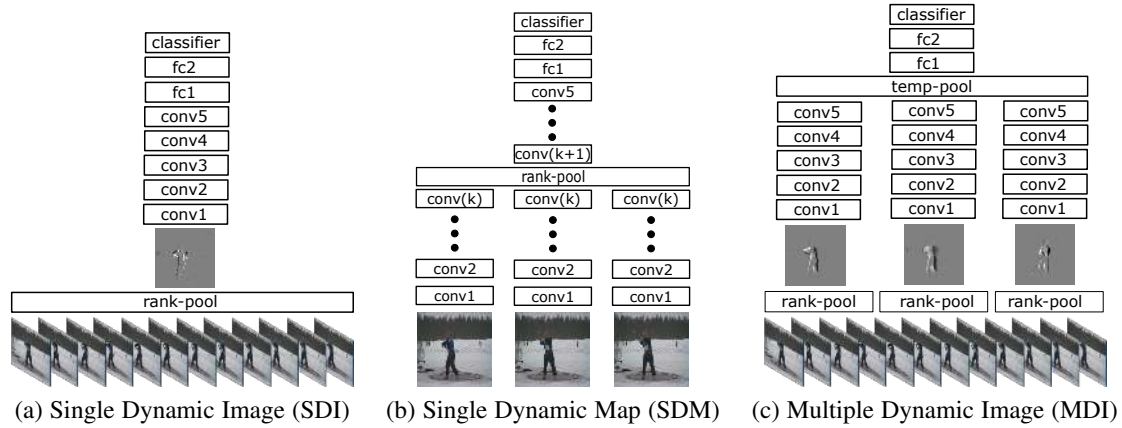 classifier
fc2
fc1
conv5
conv4
conv3
conv2
conv1
rank-pool
(a) Single Dynamic Image (SDI)
classifier
fc2
fc1
conv5
conv(k+1)
rank-pool
conv(k) conv(k) conv(k)
conv2 conv2 conv2
conv1 conv1 conv1
(b) Single Dynamic Map (SDM)
classifier
fc2
fc1
temp-pool
conv5 conv5 conv5
conv4 conv4 conv4
conv3 conv3 conv3
conv2 conv2 conv2
conv1 conv1 conv1
rank-pool rank-pool rank-pool
(c) Multiple Dynamic Image (MDI)